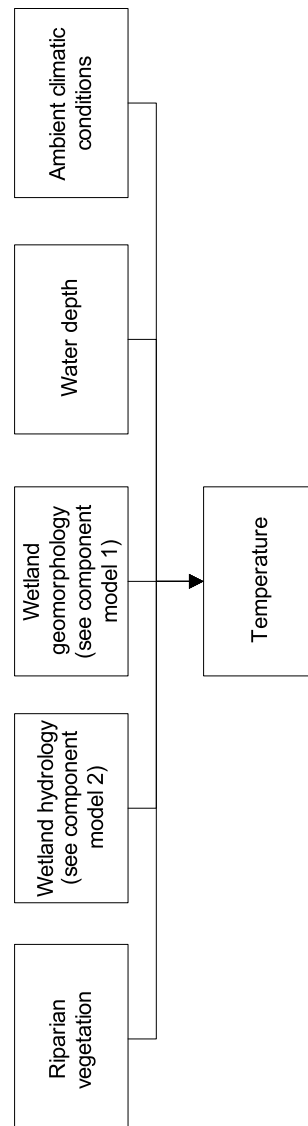 Riparian
vegetation
Wetland hydrology
(see component
model 2)
Wetland
geomorphology
(see component
model 1)
Water depth
Ambient climatic
conditions
Temperature